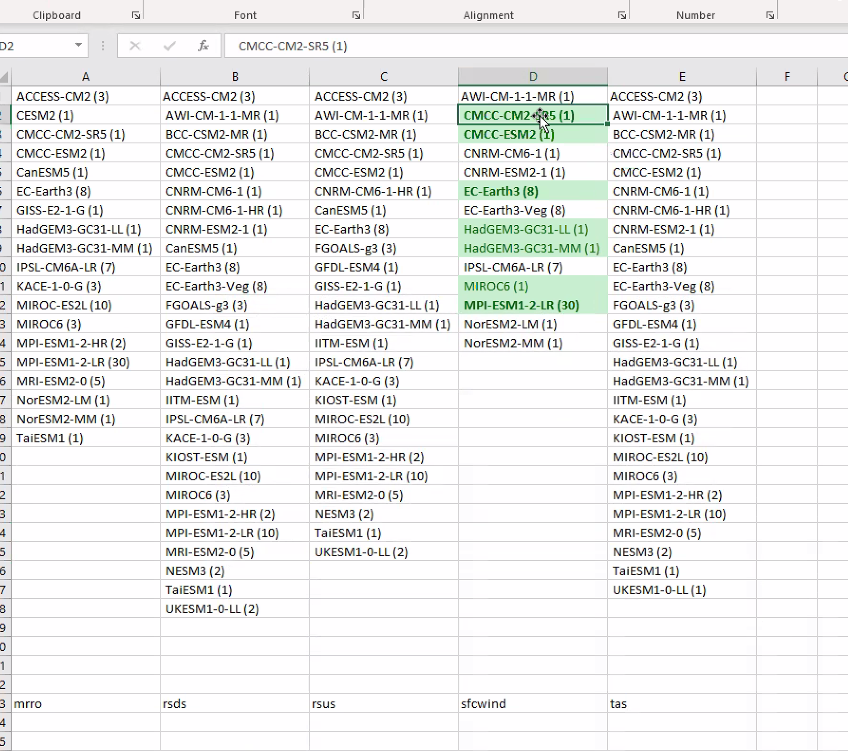 Clipboard Font Alignment Number
D2 fx CMCC-CM2-SR5 (1)
A B C D E F
ACCESS-CM2 (3) ACCESS-CM2 (3) ACCESS-CM2 (3) AWI-CM-1-1-MR (1) ACCESS-CM2 (3)
CESM2 (1) AWI-CM-1-1-MR (1) AWI-CM-1-1-MR (1) CMCC-CM2-SR5 (1) AWI-CM-1-1-MR (1)
CMCC-CM2-SR5 (1) BCC-CSM2-MR (1) BCC-CSM2-MR (1) CMCC-ESM2 (1) BCC-CSM2-MR (1)
CMCC-ESM2 (1) CMCC-CM2-SR5 (1) CMCC-CM2-SR5 (1) CNRM-CM6-1 (1) CMCC-CM2-SR5 (1)
CanESM5 (1) CMCC-ESM2 (1) CMCC-ESM2 (1) CNRM-ESM2-1 (1) CMCC-ESM2 (1)
EC-Earth3 (8) CNRM-CM6-1 (1) CNRM-CM6-1-HR (1) EC-Earth3 (8) CNRM-CM6-1 (1)
GISS-E2-1-G (1) CNRM-CM6-1-HR (1) CanESM5 (1) EC-Earth3-Veg (8) CNRM-CM6-1-HR (1)
HadGEM3-GC31-LL (1) CNRM-ESM2-1 (1) EC-Earth3 (8) HadGEM3-GC31-LL (1) CNRM-ESM2-1 (1)
HadGEM3-GC31-MM (1) CanESM5 (1) FGOALS-g3 (3) HadGEM3-GC31-MM (1) CanESM5 (1)
IPSL-CM6A-LR (7) EC-Earth3 (8) GFDL-ESM4 (1) IPSL-CM6A-LR (7) EC-Earth3 (8)
KACE-1-0-G (3) EC-Earth3-Veg (8) GISS-E2-1-G (1) MIROC6 (1) EC-Earth3-Veg (8)
MIROC-ES2L (10) FGOALS-g3 (3) HadGEM3-GC31-LL (1) MPI-ESM1-2-LR (30) FGOALS-g3 (3)
MIROC6 (3) GFDL-ESM4 (1) HadGEM3-GC31-MM (1) NorESM2-LM (1) GFDL-ESM4 (1)
MPI-ESM1-2-HR (2) GISS-E2-1-G (1) IITM-ESM (1) NorESM2-MM (1) GISS-E2-1-G (1)
MPI-ESM1-2-LR (30) HadGEM3-GC31-LL (1) IPSL-CM6A-LR (7) HadGEM3-GC31-LL (1)
MRI-ESM2-0 (5) HadGEM3-GC31-MM (1) KACE-1-0-G (3) HadGEM3-GC31-MM (1)
NorESM2-LM (1) IITM-ESM (1) KIOST-ESM (1) IITM-ESM (1)
NorESM2-MM (1) IPSL-CM6A-LR (7) MIROC-ES2L (10) KACE-1-0-G (3)
TaiESM1 (1) KACE-1-0-G (3) MIROC6 (3) KIOST-ESM (1)
KIOST-ESM (1) MPI-ESM1-2-HR (2) MIROC-ES2L (10)
MIROC-ES2L (10) MPI-ESM1-2-LR (10) MIROC6 (3)
MIROC6 (3) MRI-ESM2-0 (5) MPI-ESM1-2-HR (2)
MPI-ESM1-2-HR (2) NESM3 (2) MPI-ESM1-2-LR (10)
MPI-ESM1-2-LR (10) TaiESM1 (1) MRI-ESM2-0 (5)
MRI-ESM2-0 (5) UKESM1-0-LL (2) NESM3 (2)
NESM3 (2) TaiESM1 (1)
TaiESM1 (1) UKESM1-0-LL (1)
UKESM1-0-LL (2)
mrro rsds rsus sfcwind tas